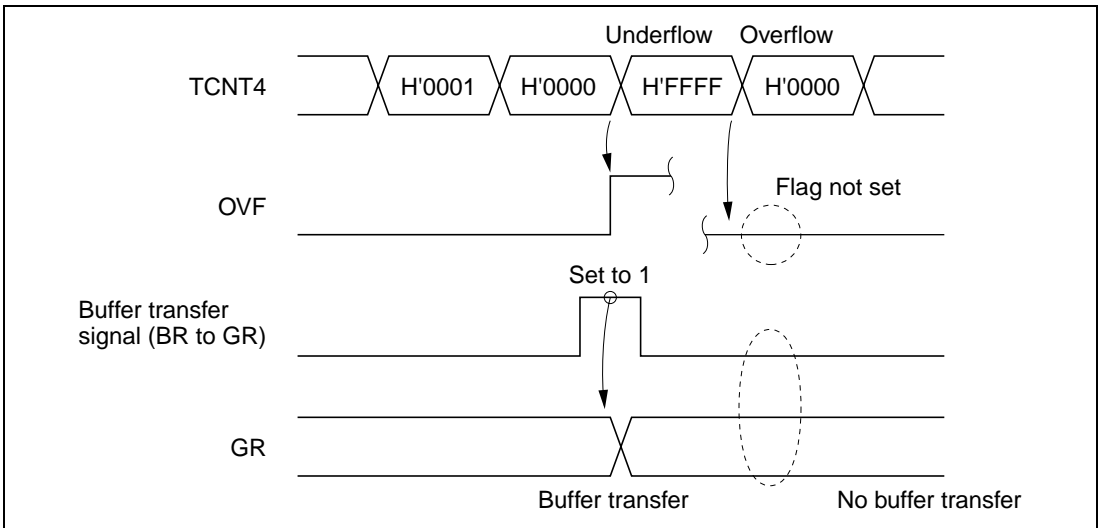 Underflow Overflow
TCNT4 H'0001 H'0000 H'FFFF H'0000
OVF
Flag not set
Set to 1
Buffer transfer
signal (BR to GR)
GR
Buffer transfer No buffer transfer